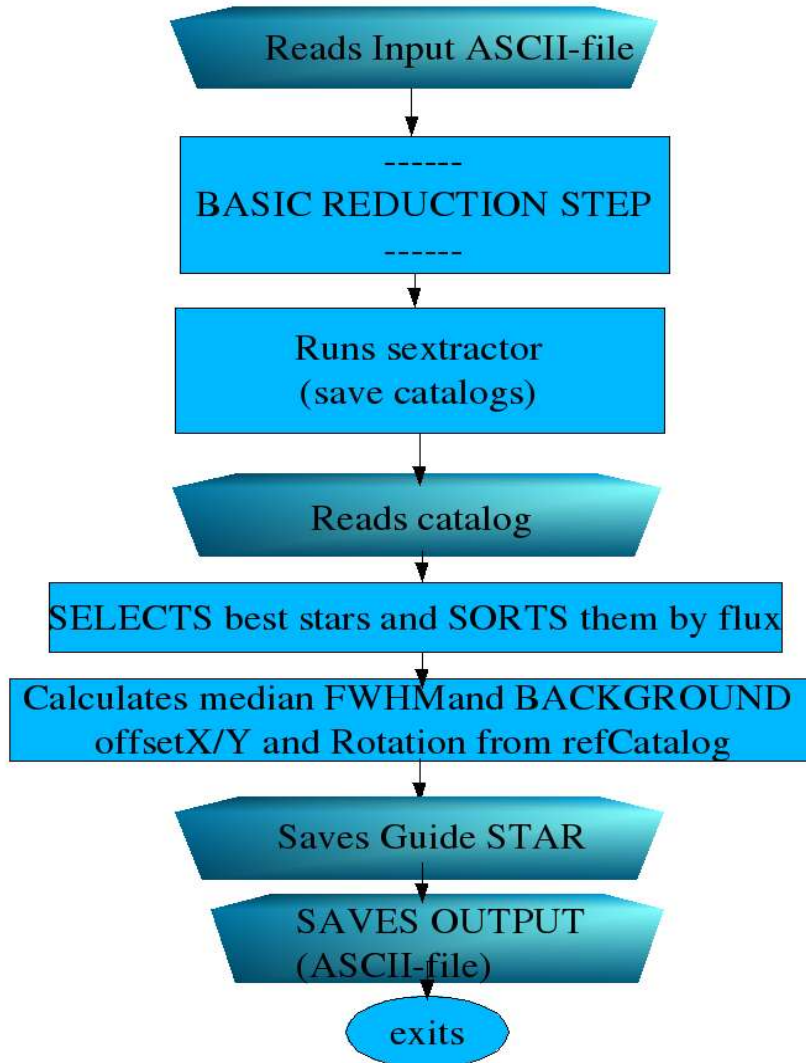 Reads Input ASCII-file
------
BASIC REDUCTION STEP
------
Runs sextractor
(save catalogs)
Reads catalog
SELECTS best stars and SORTS them by flux
Calculates median FWHMand BACKGROUND
offsetX/Y and Rotation from refCatalog
Saves Guide STAR
SAVES OUTPUT
(ASCII-file)
exits